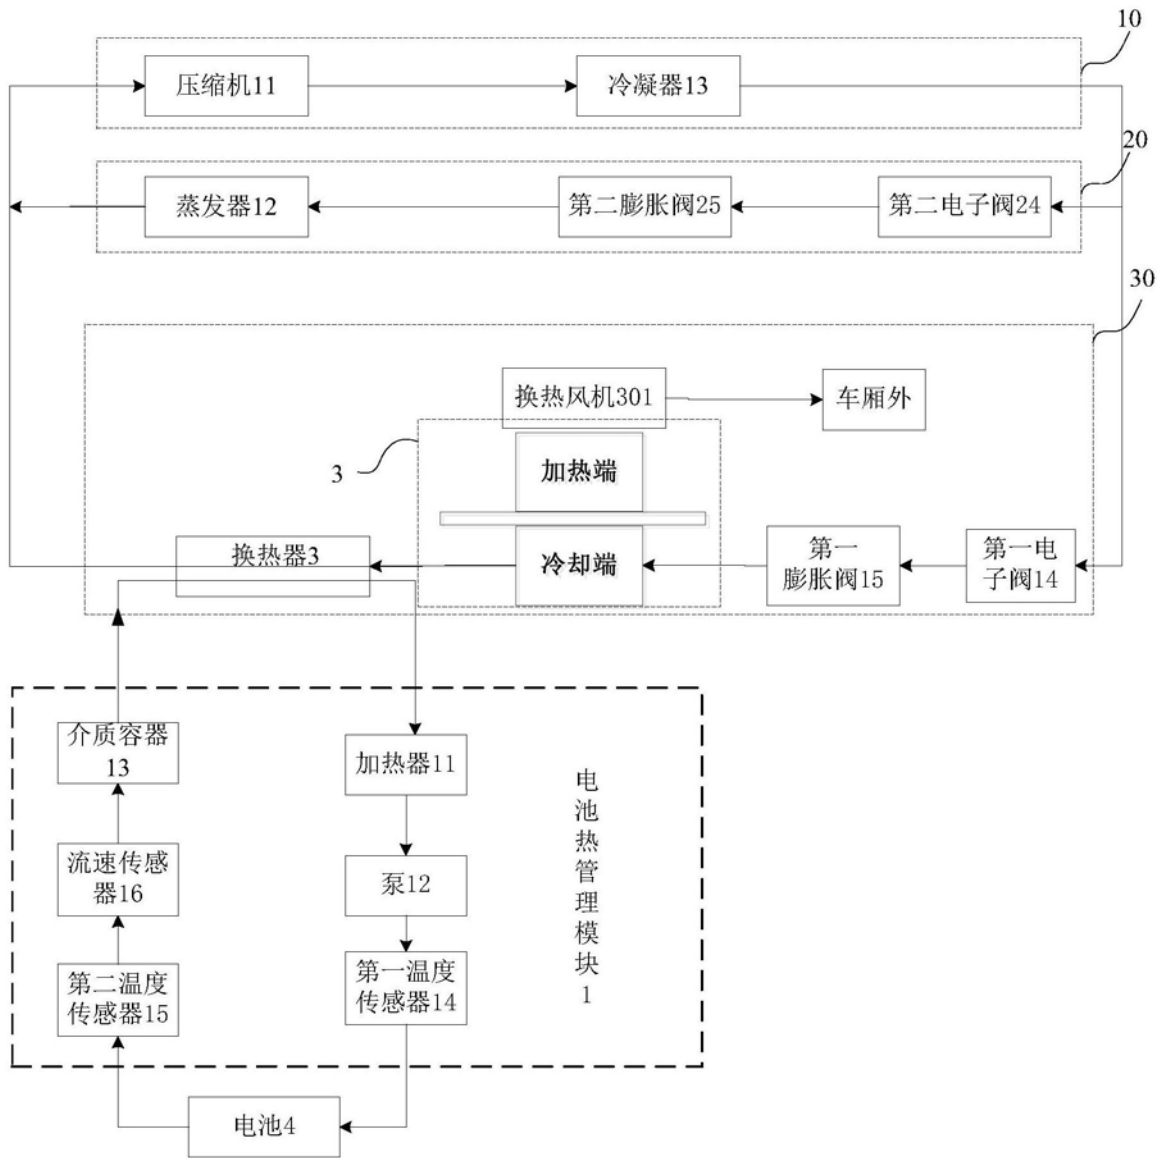 10
压缩机11
冷凝器13
20
蒸发器12
第二膨胀阀25
第二电子阀24
30
换热风机301
车厢外
3
加热端
换热器3
冷却端
第一
膨胀阀15
第一电
子阀14
介质容器
13
加热器11
流速传感
器16
泵12
第二温度
传感器15
第一温度
传感器14
电
池
热
管
理
模
块
1
电池4